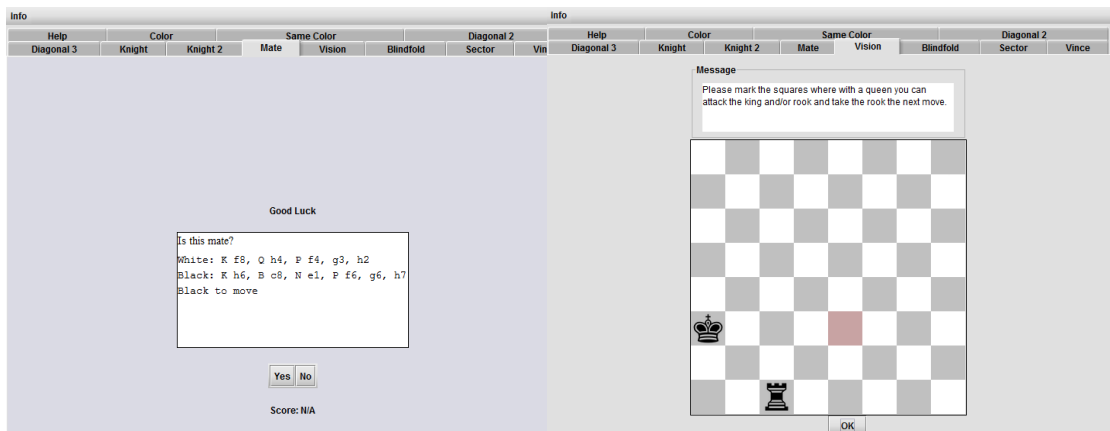 Info
Help Color Same Color Diagonal 2
Diagonal 3 Knight Knight 2 Mate Vision Blindfold Sector Vin
Good Luck
Is this mate?
White: K f8, Q h4, P f4, g3, h2
Black: K h6, B c8, N e1, P f6, g6, h7
Black to move
Yes No
Score: N/A
Info
Help Color Same Color Diagonal 2
Diagonal 3 Knight Knight 2 Mate Vision Blindfold Sector Vince
Message
Please mark the squares where with a queen you can
attack the king and/or rook and take the rook the next move.
OK